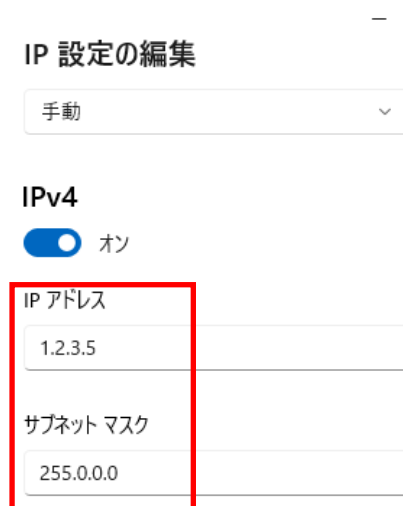 IP 設定の編集
手動
IPv4
オン
IP アドレス
1.2.3.5
サブネット マスク
255.0.0.0